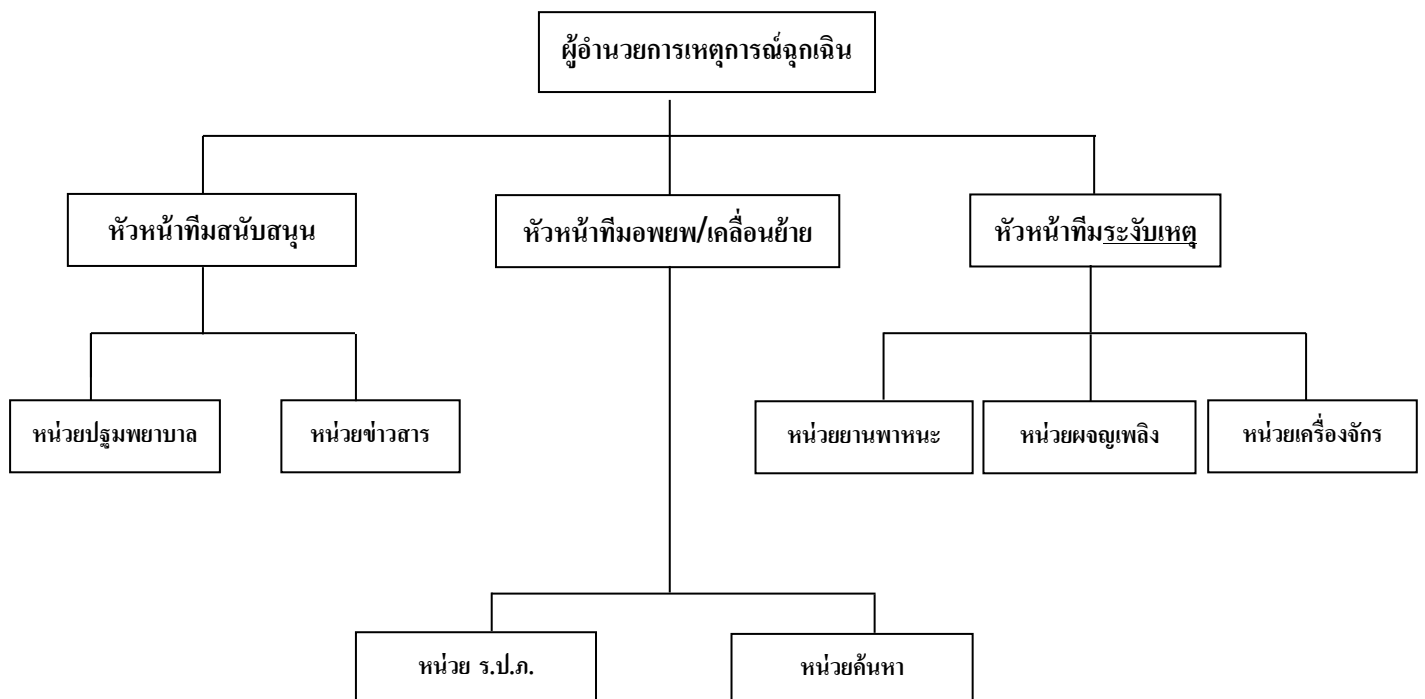 ผู้อำนวยการเหตุการณ์ฉุกเฉิน
หัวหน้าทีมสนับสนุน
หัวหน้าทีมอพยพ/เคลื่อนย้าย
หัวหน้าทีมระงับเหตุ
หน่วยปฐมพยาบาล
หน่วยข่าวสาร
หน่วยยานพาหนะ
หน่วยผจญเพลิง
หน่วยเครื่องจักร
หน่วย ร.ป.ภ.
หน่วยค้นหา